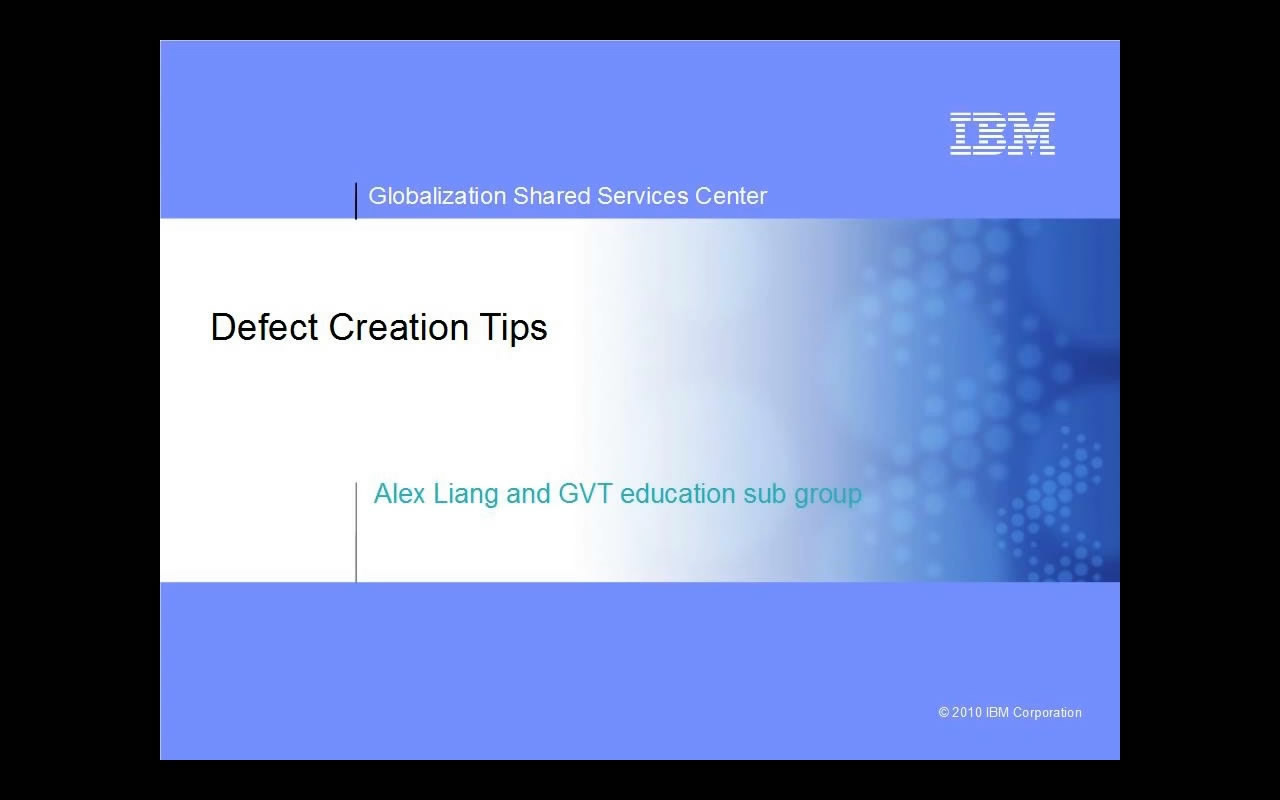 IBM
Globalization Shared Services Center
Defect Creation Tips
Alex Liang and GVT education sub group
© 2010 IBM Corporation